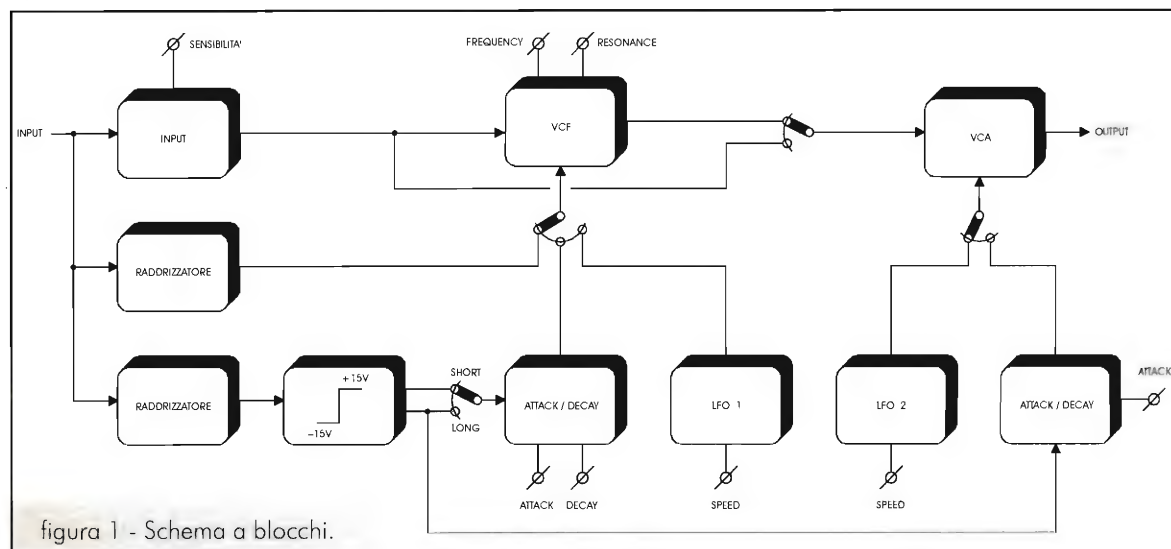 SENSIBILITA'
FREQUENCY
RESONANCE
INPUT
INPUT
VCF
VCA
OUTPUT
RADDRIZZATORE
RADDRIZZATORE
+15V
-15V
SHORT
LONG
ATTACK / DECAY
LFO 1
LFO 2
ATTACK / DECAY
ATTACK
ATTACK
DECAY
SPEED
SPEED
figura 1 - Schema a blocchi.